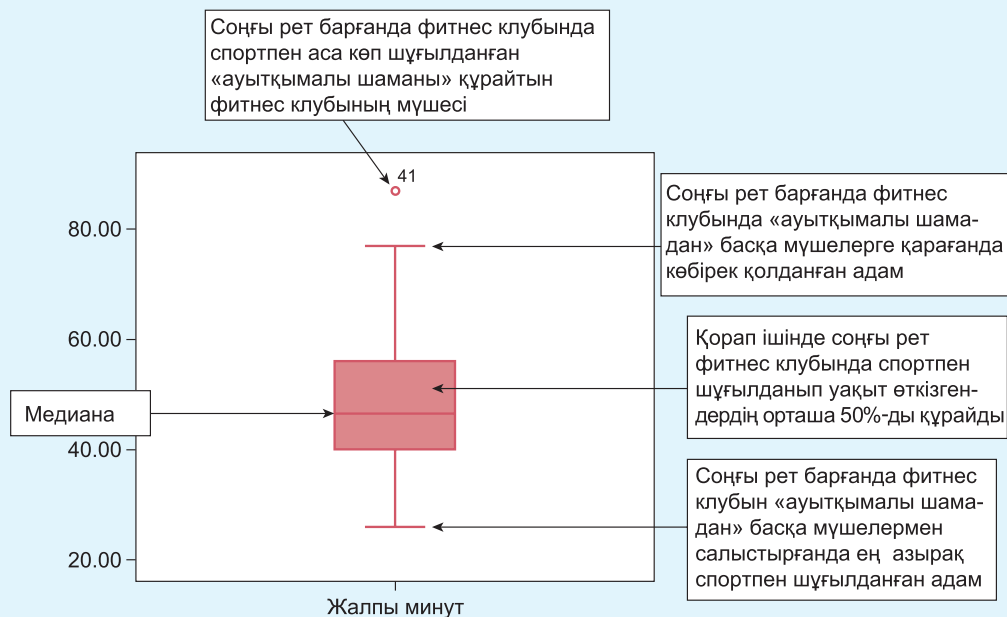 Соңғы рет барғанда фитнес клубында
спортпен аса көп шұғылданған
«ауытқымалы шаманы» құрайтын
фитнес клубының мүшесі
41
Соңғы рет барғанда фитнес
клубында «ауытқымалы шама-
дан» басқа мүшелерге қарағанда
көбірек қолданған адам
80.00
60.00
Қорап ішінде соңғы рет
фитнес клубында спортпен
шұғылданып уақыт өткізген-
дердің орташа 50%-ды құрайды
Медиана
40.00
Соңғы рет барғанда фитнес
клубын «ауытқымалы шама-
дан» басқа мүшелермен
салыстырғанда ең азырақ
спортпен шұғылданған адам
20.00
Жалпы минут